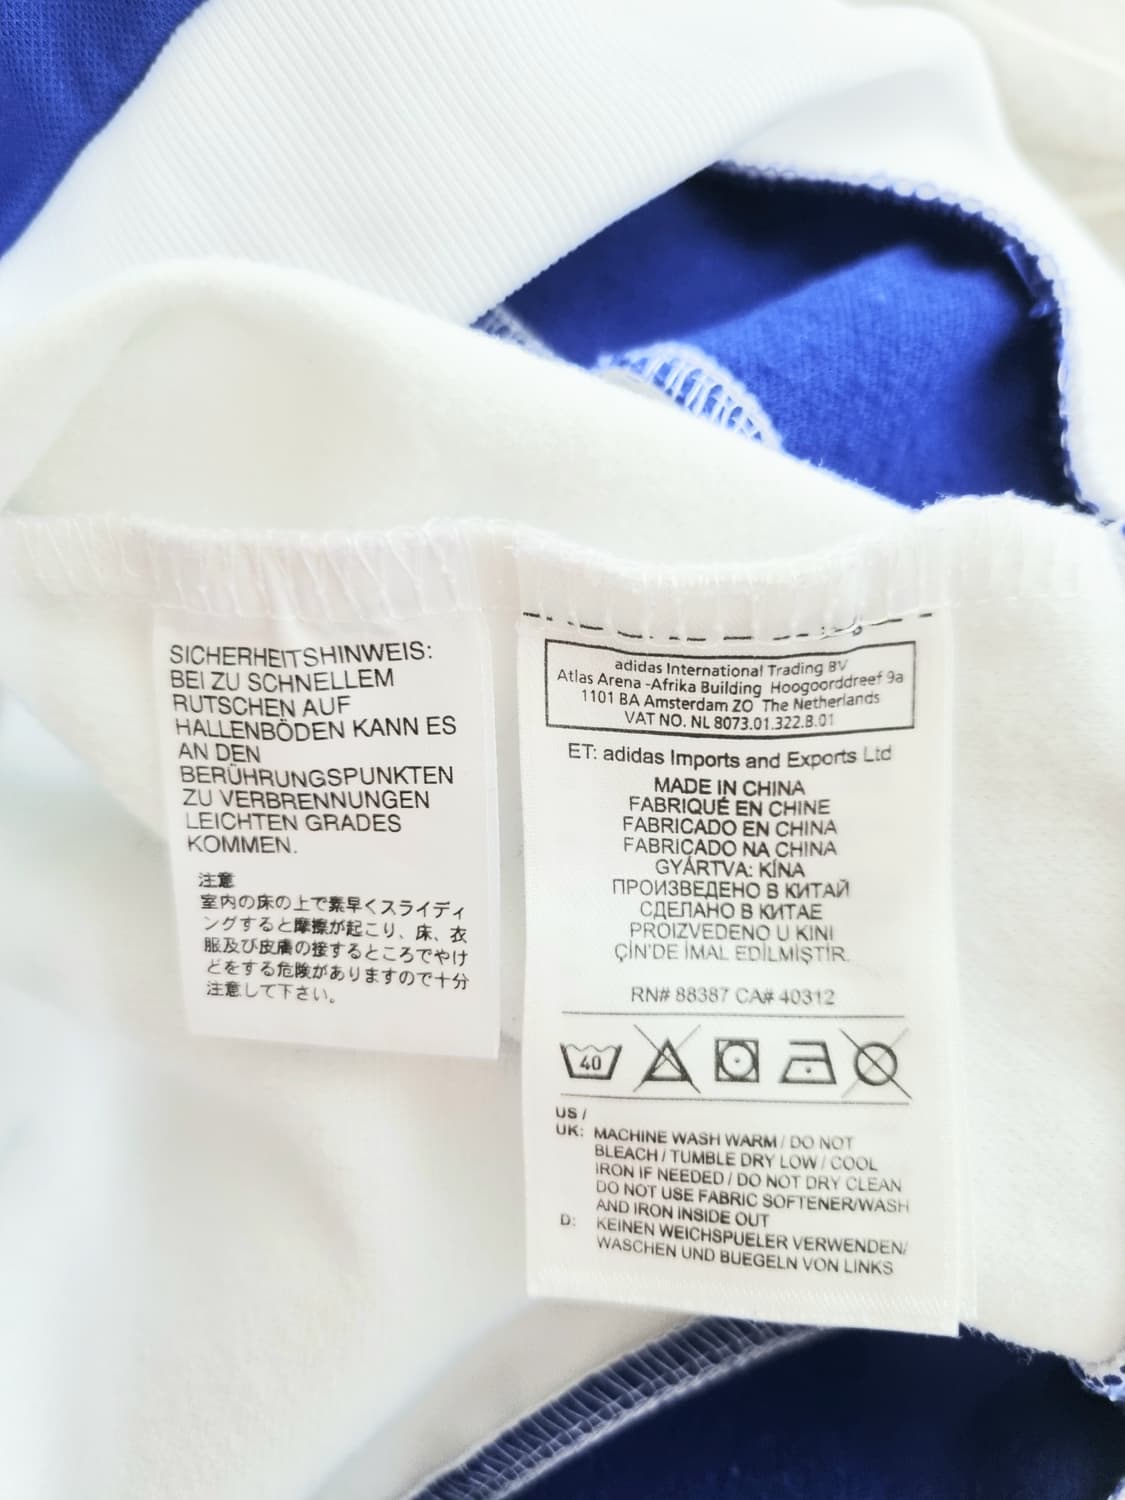 SICHERHEITSHINWEIS:
BEI ZU SCHNELLEM
RUTSCHEN AUF
HALLENBÖDEN KANN ES
AN DEN
BERÜHRUNGSPUNKTEN
ZU VERBRENNUNGEN
LEICHTEN GRADES
KOMMEN.
注意
室内の床の上で素早くスライディ
ングすると摩擦が起こり、床、衣
服及び皮膚の接するところでやけ
どをする危険がありますので十分
注意して下さい。
adidas International Trading BV
Atlas Arena -Afrika Building Hoogoorddreef 9a
1101 BA Amsterdam ZO The Netherlands
VAT NO. NL 8073.01.322.B.01
ET: adidas Imports and Exports Ltd
MADE IN CHINA
FABRIQUÉ EN CHINE
FABRICADO EN CHINA
FABRICADO NA CHINA
GYÁRTVA: KÍNA
ПРОИЗВЕДЕНО В КИТАЙ
СДЕЛАНО В КИТАЕ
PROIZVEDENO U KINI
ÇİN'DE İMAL EDİLMİŞTİR.
RN# 88387 CA# 40312
40
US /
UK: MACHINE WASH WARM / DO NOT
BLEACH / TUMBLE DRY LOW / COOL
IRON IF NEEDED / DO NOT DRY CLEAN
DO NOT USE FABRIC SOFTENER/WASH
AND IRON INSIDE OUT
D: KEINEN WEICHSPUELER VERWENDEN/
WASCHEN UND BUEGELN VON LINKS